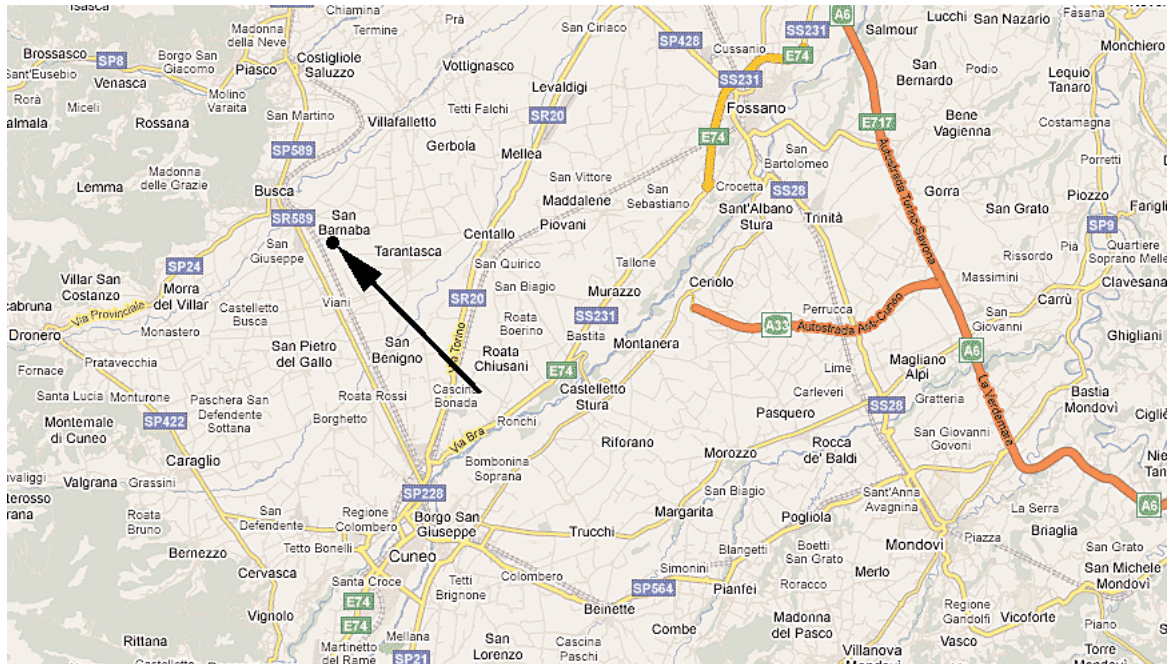 Isasca
Chiamina
Termine
Prà
San Ciriaco
SP428
SS231
A6
Salmour
Lucchi
San Nazario
Fasana
Madonna
della Neve
Cussanio
E74
Monchiero
Brossasco
SP8
Borgo San
Giacomo
Costigliole
Saluzzo
Vottignasco
San
Bernardo
Podio
Sant'Eusebio
Venasca
Piasco
Levaldigi
SS231
Lequio
Tanaro
Rorà
Miceli
Molino
Varaita
Tetti Falchi
Fossano
almala
Rossana
San Martino
Villafalletto
SR20
E717
Bene
Vagienna
Costamagna
E74
SP589
Gerbola
Mellea
San
Bartolomeo
Autostrada Torino-Savona
Porretti
Lemma
Madonna
delle Grazie
San Vittore
Busca
Maddalene
San
Sebastiano
Crocetta
SS28
Gorra
Piozzo
SR589
San
Barnaba
Piovani
Sant'Albano
Stura
Trinità
San Grato
SP9
Farigli
Centallo
San
Giuseppe
Tarantasca
Pià
Quartiere
Soprano Melle
SP24
San Quirico
Tallone
Rissordo
Villar San
Costanzo
Morra
del Villar
San Biagio
Ceriolo
Massimini
Clavesana
cabruna
Via Provinciale
Castelletto
Busca
Viani
SR20
Murazzo
Perrucca
Carrù
Dronero
Monastero
Via Torino
Roata
Boerino
SS231
A33
Autostrada Asti-Cuneo
San
Giovanni
Ghigliani
Pratavecchia
San Pietro
del Gallo
San
Benigno
Roata
Chiusani
Bastita
Montanera
A6
Fornace
E74
Lime
Magliano
Alpi
La Verdemare
Santa Lucia
Monturone
Paschera San
Defendente
Sottana
Roata Rossi
Cascina
Bonada
Castelletto
Stura
Carleveri
Gratteria
Bastia
Mondovì
SS28
Montemale
di Cuneo
SP422
Borghetto
Ronchi
Pasquero
Via Bra
San Giovanni
Govoni
Caraglio
Riforano
Rocca
de' Baldi
Bombonina
Soprana
Morozzo
Valgrana
Grassini
SP228
San Biagio
Sant'Anna
Avagnina
A6
Roata
Bruno
San
Defendente
Regione
Colombero
Borgo San
Giuseppe
Margarita
Pogliola
La Serra
Trucchi
Briaglia
Bernezzo
Tetto Bonelli
Cuneo
Blangetti
Boetti
San Grato
Mondovì
Piazza
San Grato
Cervasca
Santa Croce
Tetti
Brignone
Colombero
Simonini
Merlo
San Michele
Mondovì
E74
SP564
Pianfei
Roracco
Vignolo
Beinette
Regione
Gandolfi
Vicoforte
E74
Combe
Madonna
del Pasco
Piano
Rittana
Mellana
San
Lorenzo
Cascina
Paschi
Vasco
Martinetto
del Rame
SP21
Villanova
Torre